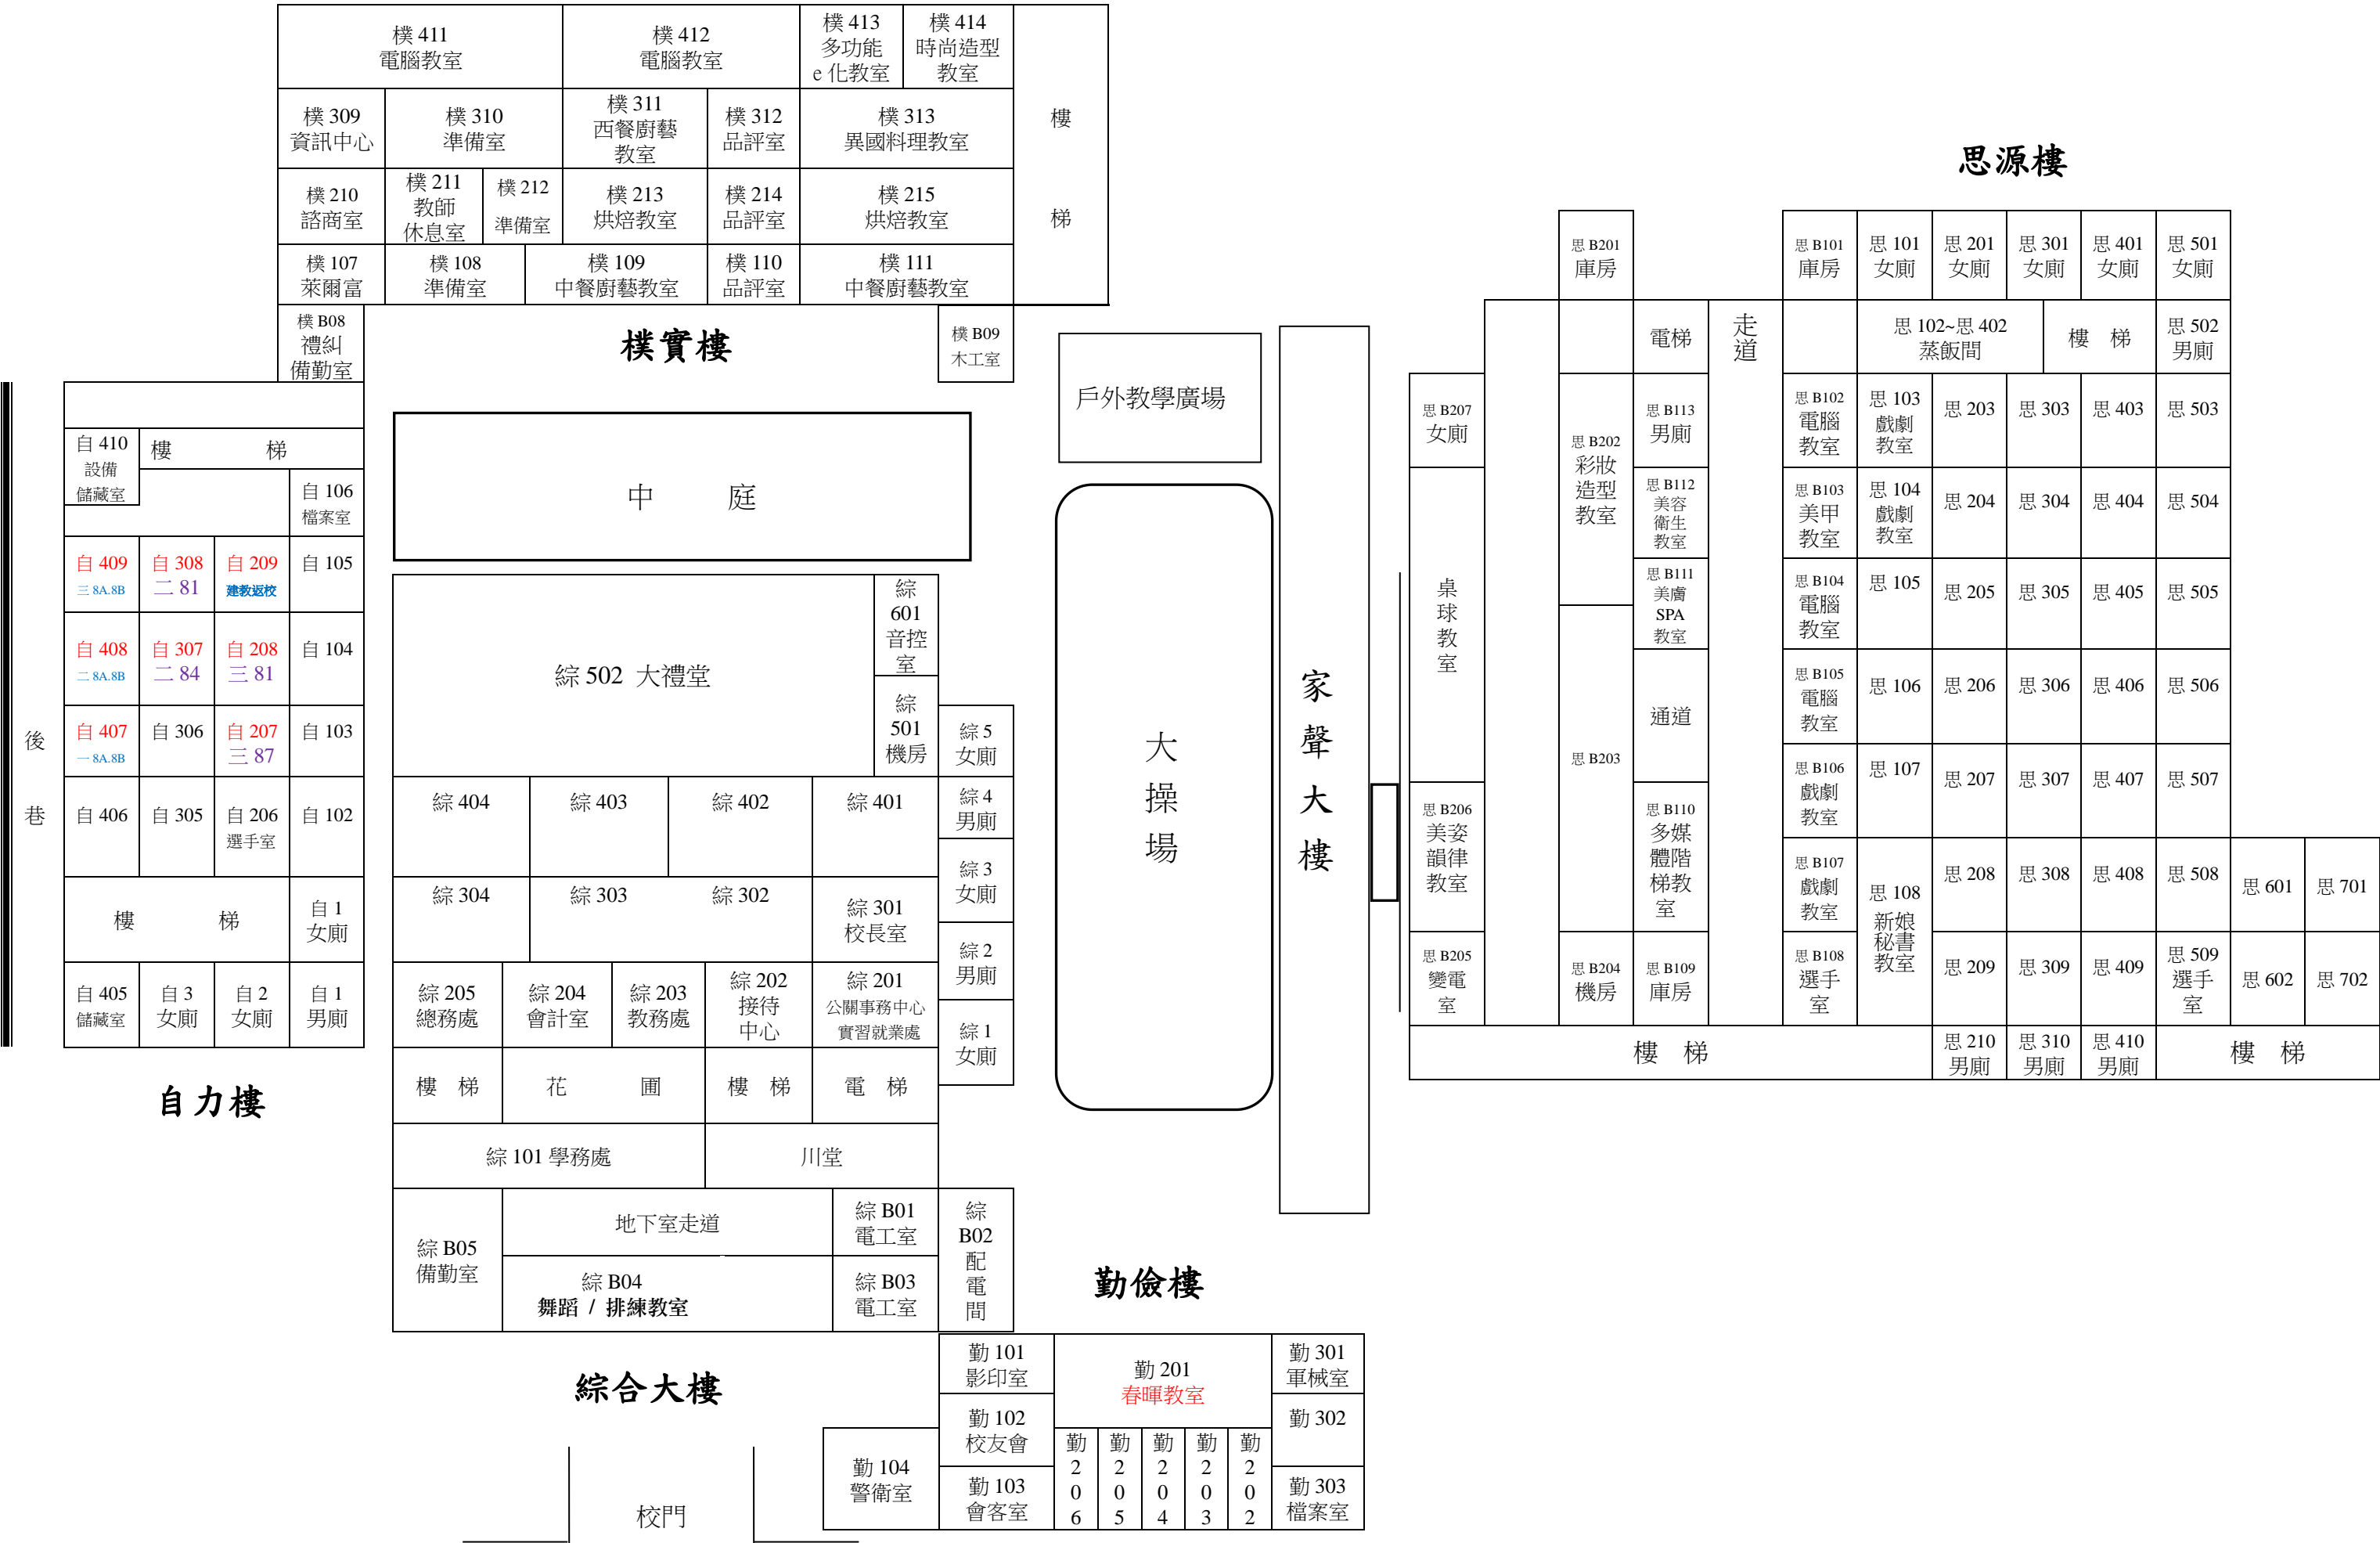 樸 411
電腦教室
樸 412
電腦教室
樸 413
多功能
e 化教室
樸 414
時尚造型
教室
樸 309
資訊中心
樸 310
準備室
樸 311
西餐廚藝
教室
樸 312
品評室
樸 313
異國料理教室
樓
梯
樸 210
諮商室
樸 211
教師
休息室
樸 212
準備室
樸 213
烘焙教室
樸 214
品評室
樸 215
烘焙教室
樸 107
萊爾富
樸 108
準備室
樸 109
中餐廚藝教室
樸 110
品評室
樸 111
中餐廚藝教室
樸 B08
禮糾
備勤室
樸實樓
樸 B09
木工室
自 410
設備
儲藏室
樓 梯
自 106
檔案室
自 409
三 8A.8B
自 308
二 81
自 209
建教返校
自 105
自 408
二 8A.8B
自 307
二 84
自 208
三 81
自 104
自 407
一 8A.8B
自 306
自 207
三 87
自 103
自 406
自 305
自 206
選手室
自 102
樓 梯
自 1
女廁
自 405
儲藏室
自 3
女廁
自 2
女廁
自 1
男廁
後
巷
自力樓
中 庭
綜 502 大禮堂
綜
601
音控
室
綜
501
機房
綜 5
女廁
綜 404
綜 403
綜 402
綜 401
綜 4
男廁
綜 304
綜 303
綜 302
綜 301
校長室
綜 3
女廁
綜 205
總務處
綜 204
會計室
綜 203
教務處
綜 202
接待
中心
綜 201
公關事務中心
實習就業處
綜 2
男廁
綜 1
女廁
樓 梯
花 圃
樓 梯
電 梯
綜 101 學務處
川堂
綜 B05
備勤室
地下室走道
綜 B01
電工室
綜
B02
配
電
間
綜 B04
舞蹈 / 排練教室
綜 B03
電工室
綜合大樓
校門
戶外教學廣場
大
操
場
家
聲
大
樓
勤儉樓
勤 101
影印室
勤 201
春暉教室
勤 301
軍械室
勤 102
校友會
勤 302
勤 104
警衛室
勤 103
會客室
勤
2
0
6
勤
2
0
5
勤
2
0
4
勤
2
0
3
勤
2
0
2
勤 303
檔案室
思源樓
思 B201
庫房
思 B101
庫房
思 101
女廁
思 201
女廁
思 301
女廁
思 401
女廁
思 501
女廁
電梯
走
道
思 102~思 402
蒸飯間
樓 梯
思 502
男廁
思 B207
女廁
思 B202
彩妝
造型
教室
思 B113
男廁
思 B102
電腦
教室
思 103
戲劇
教室
思 203
思 303
思 403
思 503
桌
球
教
室
思 B112
美容
衛生
教室
思 B103
美甲
教室
思 104
戲劇
教室
思 204
思 304
思 404
思 504
思 B111
美膚
SPA
教室
思 B104
電腦
教室
思 105
思 205
思 305
思 405
思 505
思 B203
通道
思 B105
電腦
教室
思 106
思 206
思 306
思 406
思 506
思 B106
戲劇
教室
思 107
思 207
思 307
思 407
思 507
思 B206
美姿
韻律
教室
思 B110
多媒
體階
梯教
室
思 B107
戲劇
教室
思 108
新娘
秘書
教室
思 208
思 308
思 408
思 508
思 601
思 701
思 B205
變電
室
思 B204
機房
思 B109
庫房
思 B108
選手
室
思 209
思 309
思 409
思 509
選手
室
思 602
思 702
樓 梯
思 210
男廁
思 310
男廁
思 410
男廁
樓 梯